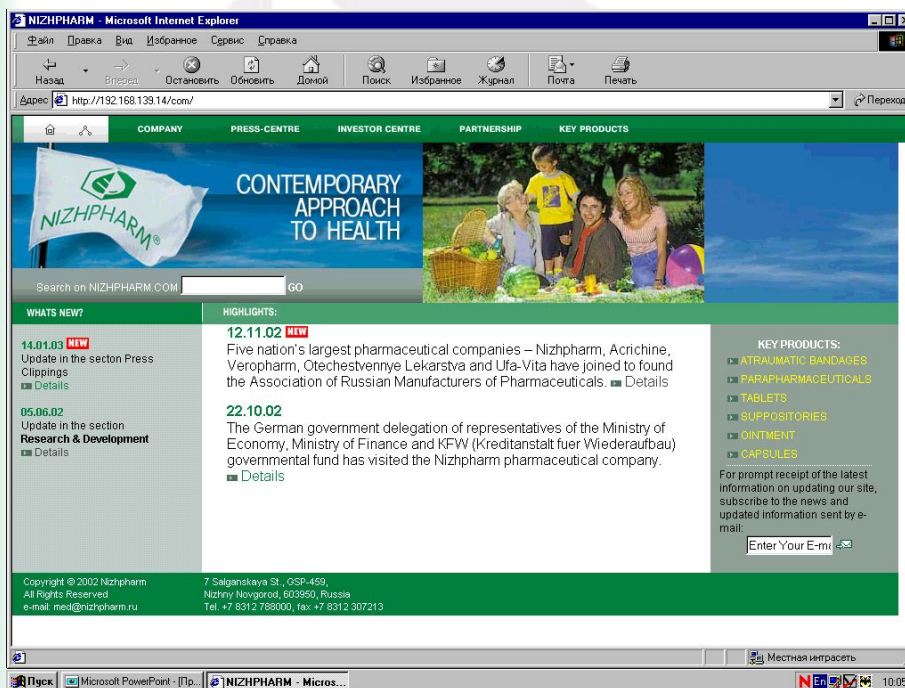 NIZHPHARM - Microsoft Internet Explorer
Файл Правка Вид Избранное Сервис Справка
Назад Вперед Остановить Обновить Домой Поиск Избранное Журнал Почта Печать
Адрес http://192.168.139.14/com/ Переход
COMPANY PRESS-CENTRE INVESTOR CENTRE PARTNERSHIP KEY PRODUCTS
NIZHPHARM®
CONTEMPORARY
APPROACH
TO HEALTH
Search on NIZHPHARM.COM GO
WHATS NEW?
14.01.03 NEW
Update in the secton Press
Clippings
Details
05.06.02
Update in the section
Research & Development
Details
HIGHLIGHTS:
12.11.02 NEW
Five nation's largest pharmaceutical companies – Nizhpharm, Acrichine,
Veropharm, Otechestvennye Lekarstva and Ufa-Vita have joined to found
the Association of Russian Manufacturers of Pharmaceuticals. Details
22.10.02
The German government delegation of representatives of the Ministry of
Economy, Ministry of Finance and KFW (Kreditanstalt fuer Wiederaufbau)
governmental fund has visited the Nizhpharm pharmaceutical company.
Details
KEY PRODUCTS:
ATRAUMATIC BANDAGES
PARAPHARMACEUTICALS
TABLETS
SUPPOSITORIES
OINTMENT
CAPSULES
For prompt receipt of the latest
information on updating our site,
subscribe to the news and
updated information sent by e-
mail:
Enter Your E-ma
Copyright © 2002 Nizhpharm
All Rights Reserved
e-mail: med@nizhpharm.ru
7 Salganskaya St., GSP-459,
Nizhny Novgorod, 603950, Russia
Tel. +7 8312 788000, fax +7 8312 307213
Местная интрасеть
Пуск Microsoft PowerPoint - [Пр... NIZHPHARM - Micros... N En 10:05